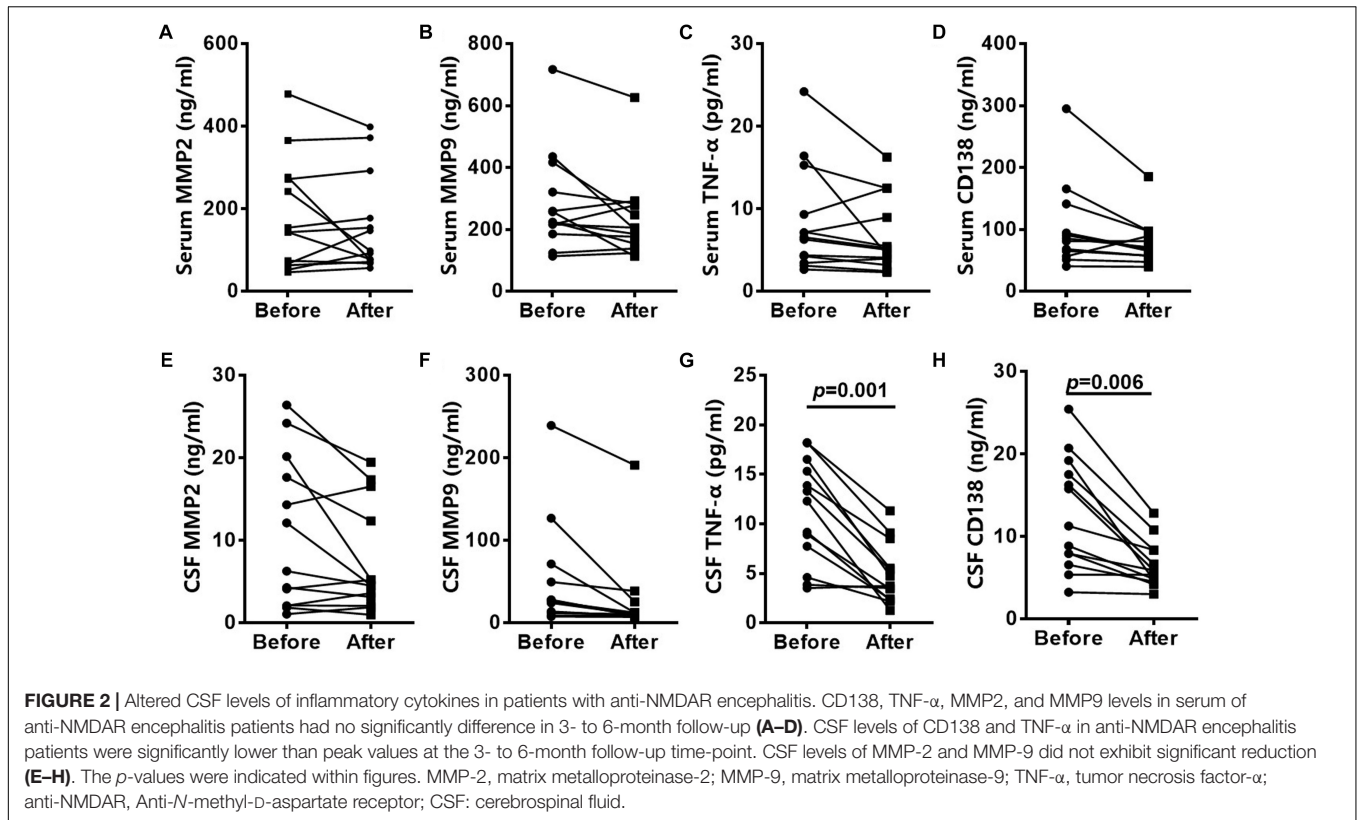 A
B
C
D
600
400
200
0
Serum MMP2 (ng/ml)
Before After
800
600
400
200
0
Serum MMP9 (ng/ml)
Before After
30
20
10
0
Serum TNF-α (pg/ml)
Before After
400
300
200
100
0
Serum CD138 (ng/ml)
Before After
E
F
G
H
30
20
10
0
CSF MMP2 (ng/ml)
Before After
300
200
100
0
CSF MMP9 (ng/ml)
Before After
25
20
15
10
5
0
CSF TNF-α (pg/ml)
p=0.001
Before After
30
20
10
0
CSF CD138 (ng/ml)
p=0.006
Before After
FIGURE 2 | Altered CSF levels of inflammatory cytokines in patients with anti-NMDAR encephalitis. CD138, TNF-α, MMP2, and MMP9 levels in serum of
anti-NMDAR encephalitis patients had no significantly difference in 3- to 6-month follow-up (A–D). CSF levels of CD138 and TNF-α in anti-NMDAR encephalitis
patients were significantly lower than peak values at the 3- to 6-month follow-up time-point. CSF levels of MMP-2 and MMP-9 did not exhibit significant reduction
(E–H). The p-values were indicated within figures. MMP-2, matrix metalloproteinase-2; MMP-9, matrix metalloproteinase-9; TNF-α, tumor necrosis factor-α;
anti-NMDAR, Anti-N-methyl-D-aspartate receptor; CSF: cerebrospinal fluid.